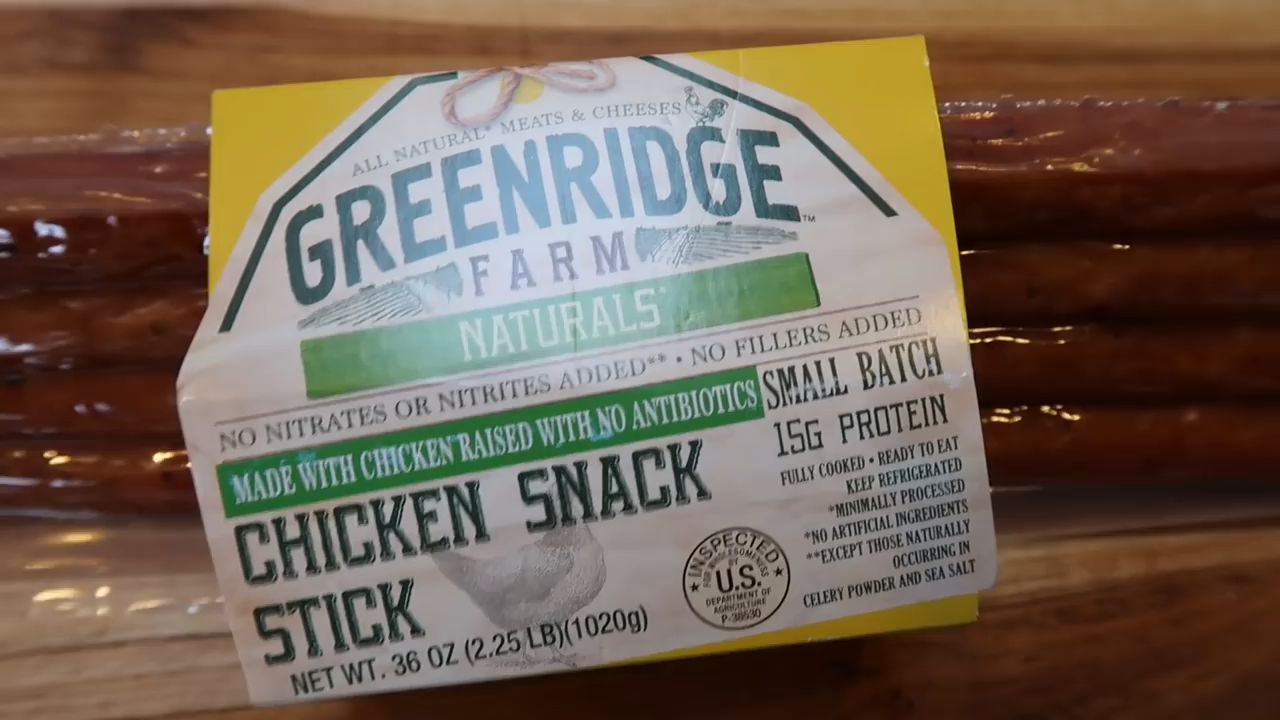 ALL NATURAL* MEATS & CHEESES
GREENRIDGE™
FARM
NATURALS*
NO NITRATES OR NITRITES ADDED** • NO FILLERS ADDED
MADE WITH CHICKEN RAISED WITH NO ANTIBIOTICS
SMALL BATCH
15G PROTEIN
CHICKEN SNACK
STICK
FULLY COOKED • READY TO EAT
KEEP REFRIGERATED
*MINIMALLY PROCESSED
*NO ARTIFICIAL INGREDIENTS
**EXCEPT THOSE NATURALLY
OCCURRING IN
CELERY POWDER AND SEA SALT
INSPECTED
FOR WHOLESOMENESS
BY
U.S.
DEPARTMENT OF
AGRICULTURE
NET WT. 36 OZ (2.25 LB)(1020g)